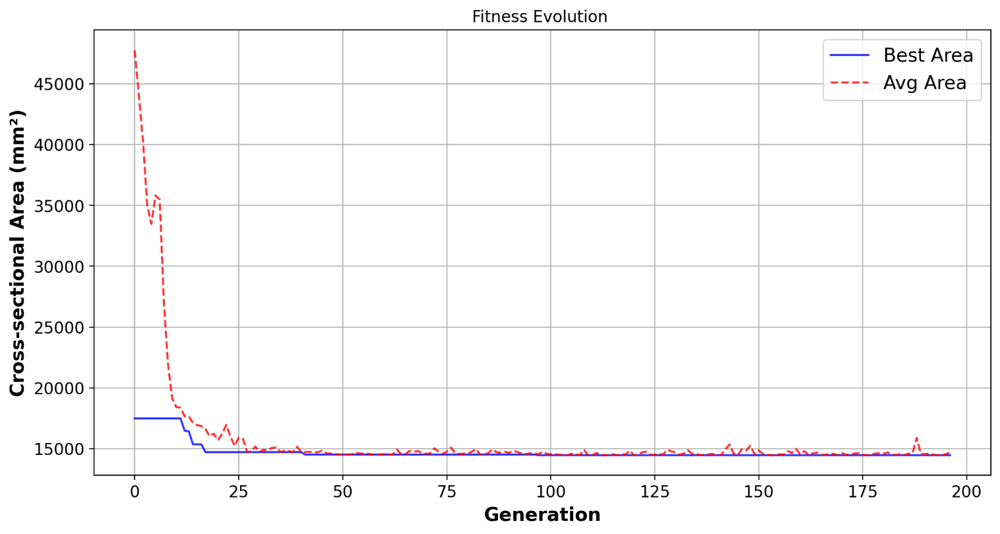 Fitness Evolution
Best Area
Avg Area
Cross-sectional Area (mm²)
45000
40000
35000
30000
25000
20000
15000
0 25 50 75 100 125 150 175 200
Generation